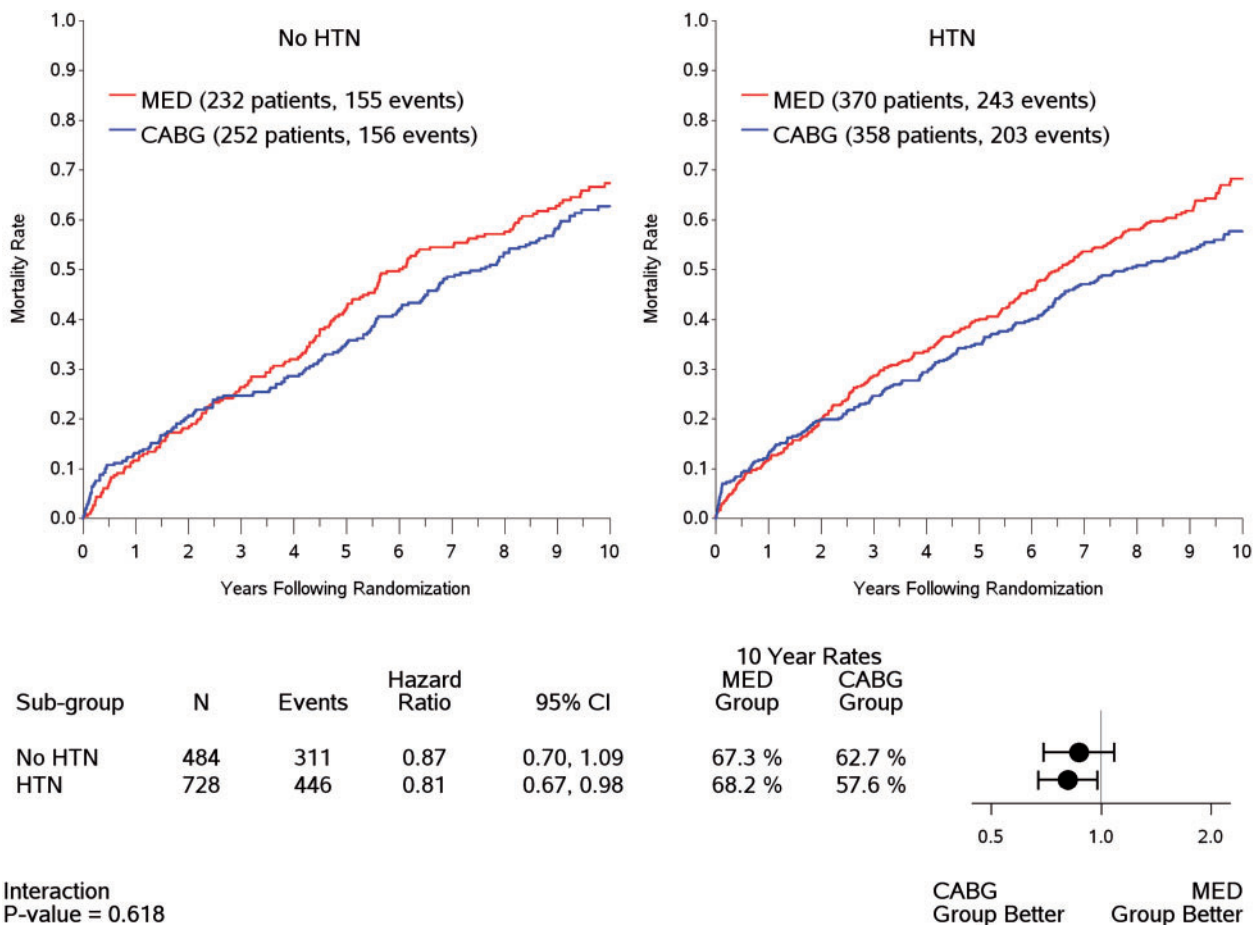 No HTN
MED (232 patients, 155 events)
CABG (252 patients, 156 events)
1.0
0.9
0.8
0.7
0.6
0.5
0.4
0.3
0.2
0.1
0.0
Mortality Rate
0 1 2 3 4 5 6 7 8 9 10
Years Following Randomization
HTN
MED (370 patients, 243 events)
CABG (358 patients, 203 events)
1.0
0.9
0.8
0.7
0.6
0.5
0.4
0.3
0.2
0.1
0.0
Mortality Rate
0 1 2 3 4 5 6 7 8 9 10
Years Following Randomization
10 Year Rates
Hazard MED CABG
Sub-group N Events Ratio 95% CI Group Group
No HTN 484 311 0.87 0.70, 1.09 67.3 % 62.7 %
HTN 728 446 0.81 0.67, 0.98 68.2 % 57.6 %
0.5 1.0 2.0
Interaction CABG MED
P-value = 0.618 Group Better Group Better